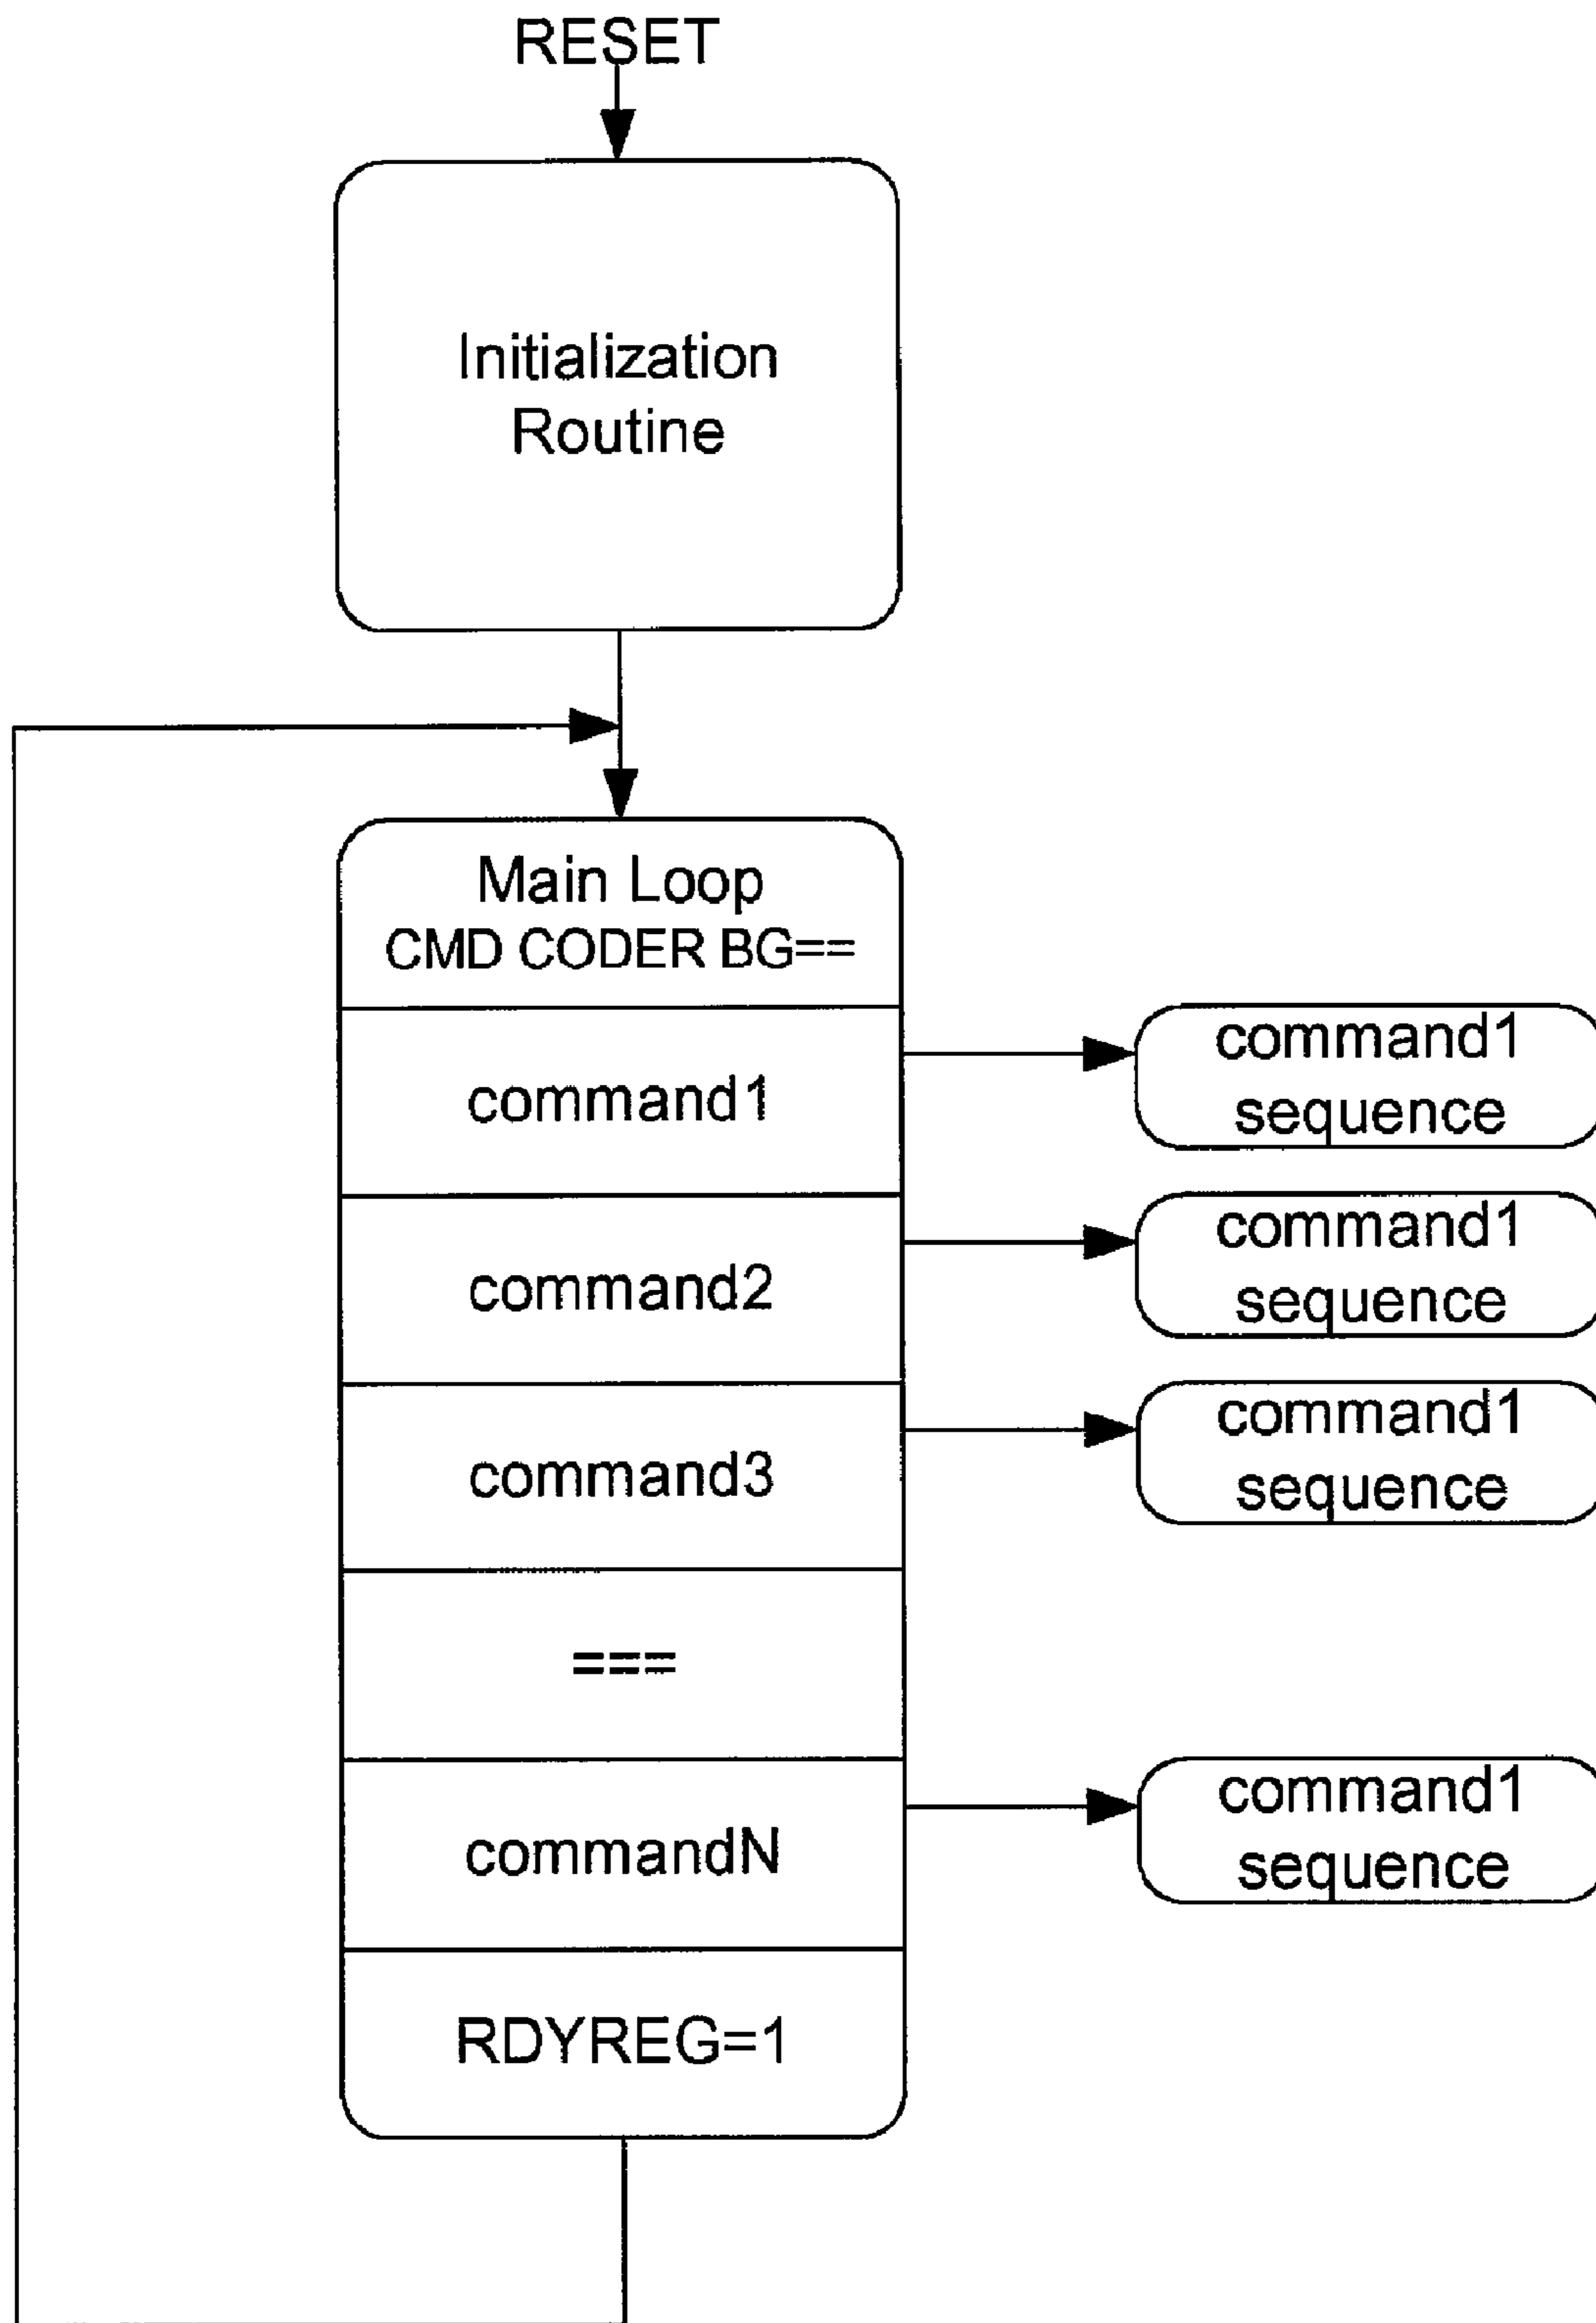 RESET
Initialization
Routine
Main Loop
CMD CODER BG==
command1
command1
sequence
command2
command1
sequence
command3
command1
sequence
===
commandN
command1
sequence
RDYREG=1